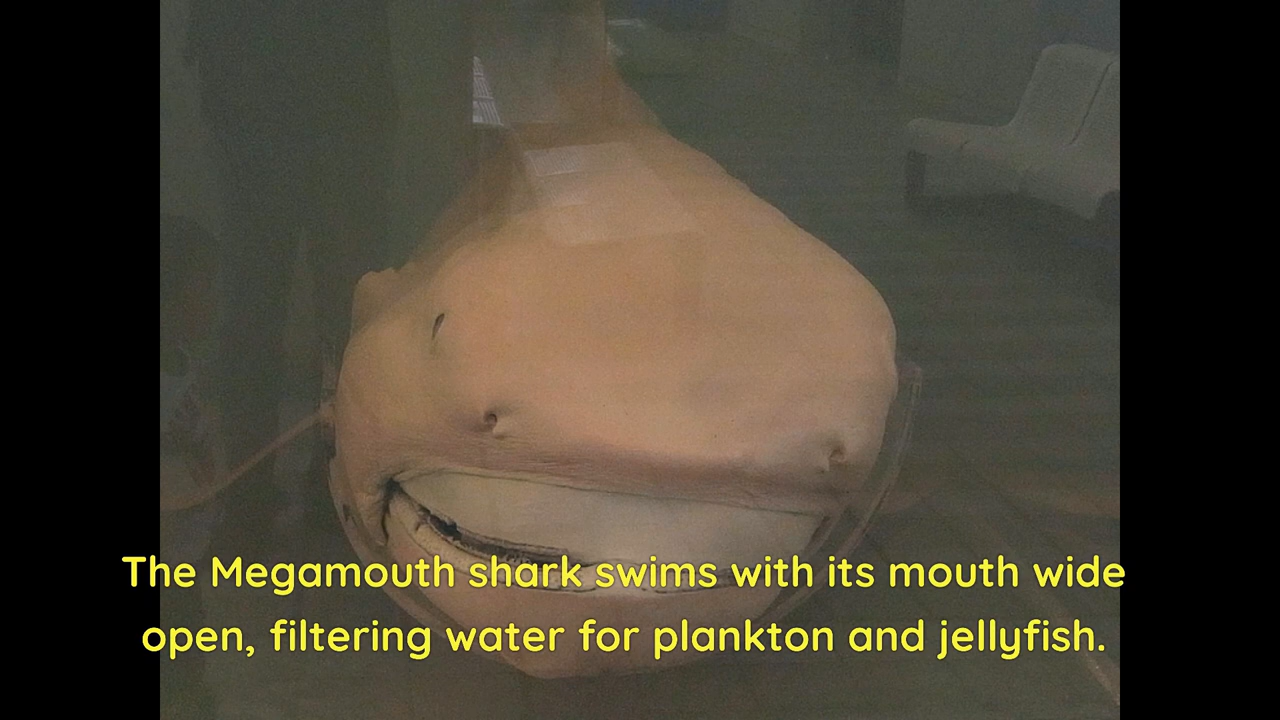 The Megamouth shark swims with its mouth wide
open, filtering water for plankton and jellyfish.